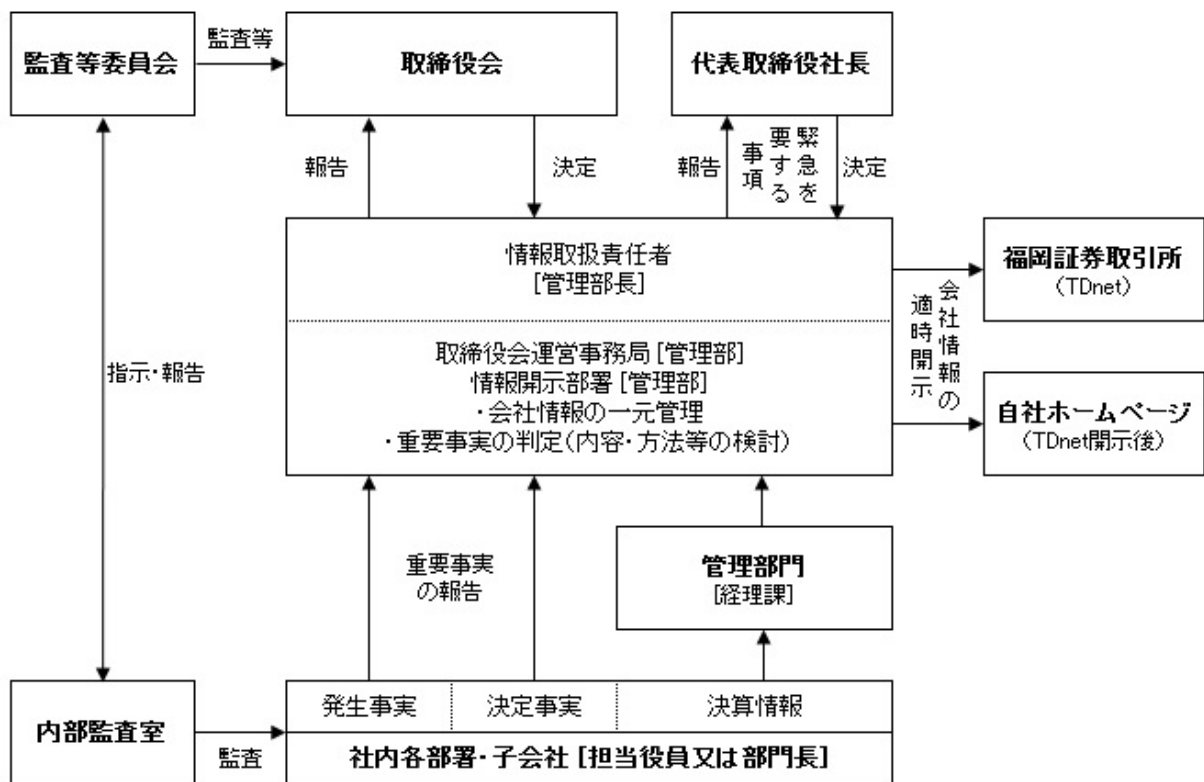 監査等委員会
監査等
取締役会
代表取締役社長
報告
決定
報告
緊急を
要する
事項
決定
情報取扱責任者
[管理部長]
福岡証券取引所
(TDnet)
会社情報の
適時開示
取締役会運営事務局[管理部]
情報開示部署[管理部]
・会社情報の一元管理
・重要事実の判定(内容・方法等の検討)
自社ホームページ
(TDnet開示後)
指示・報告
重要事実
の報告
管理部門
[経理課]
内部監査室
監査
発生事実
決定事実
決算情報
社内各部署・子会社[担当役員又は部門長]